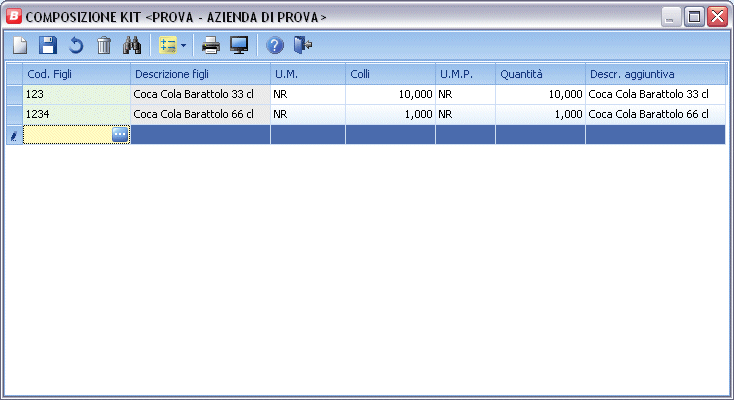 COMPOSIZIONE KIT <PROVA - AZIENDA DI PROVA>
Cod. Figli Descrizione figli U.M. Colli U.M.P. Quantità Descr. aggiuntiva
123 Coca Cola Barattolo 33 cl NR 10,000 NR 10,000 Coca Cola Barattolo 33 cl
1234 Coca Cola Barattolo 66 cl NR 1,000 NR 1,000 Coca Cola Barattolo 66 cl